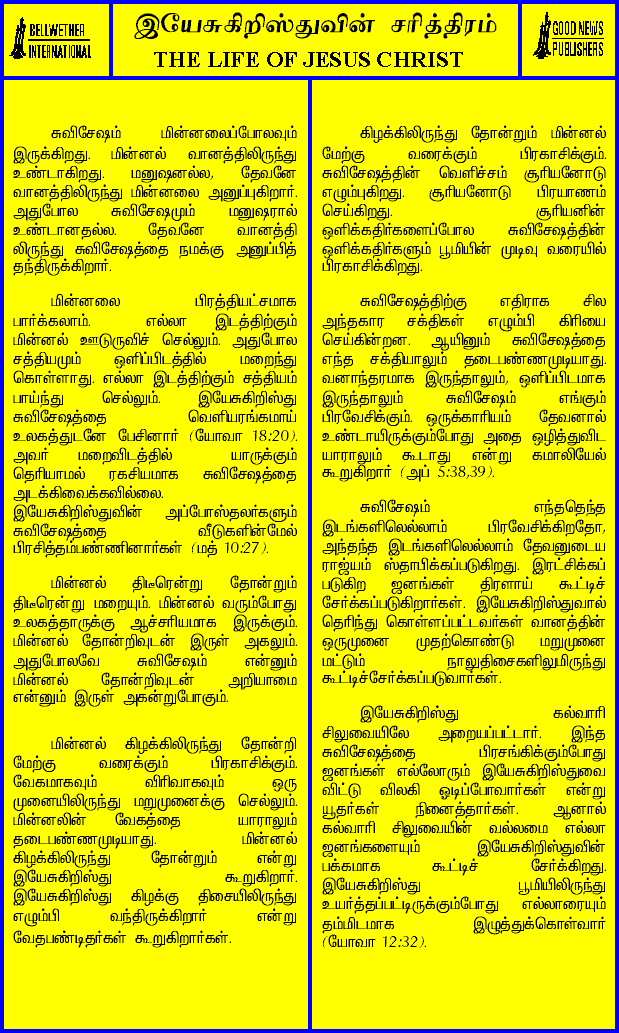 BELLWETHER
INTERNATIONAL
இயேசுகிறிஸ்துவின் சரித்திரம்
THE LIFE OF JESUS CHRIST
GOOD NEWS
PUBLISHERS
சுவிசேஷம் மின்னலைப்போலவும்
இருக்கிறது. மின்னல் வானத்திலிருந்து
உண்டாகிறது. மனுஷனல்ல, தேவனே
வானத்திலிருந்து மின்னலை அனுப்புகிறார்.
அதுபோல சுவிசேஷமும் மனுஷரால்
உண்டானதல்ல. தேவனே வானத்தி
லிருந்து சுவிசேஷத்தை நமக்கு அனுப்பித்
தந்திருக்கிறார்.
மின்னலை பிரத்தியட்சமாக
பார்க்கலாம். எல்லா இடத்திற்கும்
மின்னல் ஊடுருவிச் செல்லும். அதுபோல
சத்தியமும் ஒளிப்பிடத்தில் மறைந்து
கொள்ளாது. எல்லா இடத்திற்கும் சத்தியம்
பாய்ந்து செல்லும். இயேசுகிறிஸ்து
சுவிசேஷத்தை வெளியரங்கமாய்
உலகத்துடனே பேசினார் (யோவா 18:20).
அவர் மறைவிடத்தில் யாருக்கும்
தெரியாமல் ரகசியமாக சுவிசேஷத்தை
அடக்கிவைக்கவில்லை.
இயேசுகிறிஸ்துவின் அப்போஸ்தலர்களும்
சுவிசேஷத்தை வீடுகளின்மேல்
பிரசித்தம்பண்ணினார்கள் (மத் 10:27).
மின்னல் திடீரென்று தோன்றும்
திடீரென்று மறையும். மின்னல் வரும்போது
உலகத்தாருக்கு ஆச்சரியமாக இருக்கும்.
மின்னல் தோன்றிவுடன் இருள் அகலும்.
அதுபோலவே சுவிசேஷம் என்னும்
மின்னல் தோன்றிவுடன் அறியாமை
என்னும் இருள் அகன்றுபோகும்.
மின்னல் கிழக்கிலிருந்து தோன்றி
மேற்கு வரைக்கும் பிரகாசிக்கும்.
வேகமாகவும் விரிவாகவும் ஒரு
முனையிலிருந்து மறுமுனைக்கு செல்லும்.
மின்னலின் வேகத்தை யாராலும்
தடைபண்ணமுடியாது. மின்னல்
கிழக்கிலிருந்து தோன்றும் என்று
இயேசுகிறிஸ்து கூறுகிறார்.
இயேசுகிறிஸ்து கிழக்கு திசையிலிருந்து
எழும்பி வந்திருக்கிறார் என்று
வேதபண்டிதர்கள் கூறுகிறார்கள்.
கிழக்கிலிருந்து தோன்றும் மின்னல்
மேற்கு வரைக்கும் பிரகாசிக்கும்.
சுவிசேஷத்தின் வெளிச்சம் சூரியனோடு
எழும்புகிறது. சூரியனோடு பிரயாணம்
செய்கிறது. சூரியனின்
ஒளிக்கதிர்களைப்போல சுவிசேஷத்தின்
ஒளிக்கதிர்களும் பூமியின் முடிவு வரையில்
பிரகாசிக்கிறது.
சுவிசேஷத்திற்கு எதிராக சில
அந்தகார சக்திகள் எழும்பி கிரியை
செய்கின்றன. ஆயினும் சுவிசேஷத்தை
எந்த சக்தியாலும் தடைபண்ணமுடியாது.
வனாந்தரமாக இருந்தாலும், ஒளிப்பிடமாக
இருந்தாலும் சுவிசேஷம் எங்கும்
பிரவேசிக்கும். ஒருக்காரியம் தேவனால்
உண்டாயிருக்கும்போது அதை ஒழித்துவிட
யாராலும் கூடாது என்று கமாலியேல்
கூறுகிறார் (அப் 5:38,39).
சுவிசேஷம் எந்தெந்த
இடங்களிலெல்லாம் பிரவேசிக்கிறதோ,
அந்தந்த இடங்களிலெல்லாம் தேவனுடைய
ராஜ்யம் ஸ்தாபிக்கப்படுகிறது. இரட்சிக்கப்
படுகிற ஜனங்கள் திரளாய் கூட்டிச்
சேர்க்கப்படுகிறார்கள். இயேசுகிறிஸ்துவால்
தெரிந்து கொள்ளப்பட்டவர்கள் வானத்தின்
ஒருமுனை முதற்கொண்டு மறுமுனை
மட்டும் நாலுதிசைகளிலுமிருந்து
கூட்டிச்சேர்க்கப்படுவார்கள்.
இயேசுகிறிஸ்து கல்வாரி
சிலுவையிலே அறையப்பட்டார். இந்த
சுவிசேஷத்தை பிரசங்கிக்கும்போது
ஜனங்கள் எல்லோரும் இயேசுகிறிஸ்துவை
விட்டு விலகி ஓடிப்போவார்கள் என்று
யூதர்கள் நினைத்தார்கள். ஆனால்
கல்வாரி சிலுவையின் வல்லமை எல்லா
ஜனங்களையும் இயேசுகிறிஸ்துவின்
பக்கமாக கூட்டிச் சேர்க்கிறது.
இயேசுகிறிஸ்து பூமியிலிருந்து
உயர்த்தப்பட்டிருக்கும்போது எல்லாரையும்
தம்மிடமாக இழுத்துக்கொள்வார்
(யோவா 12:32).